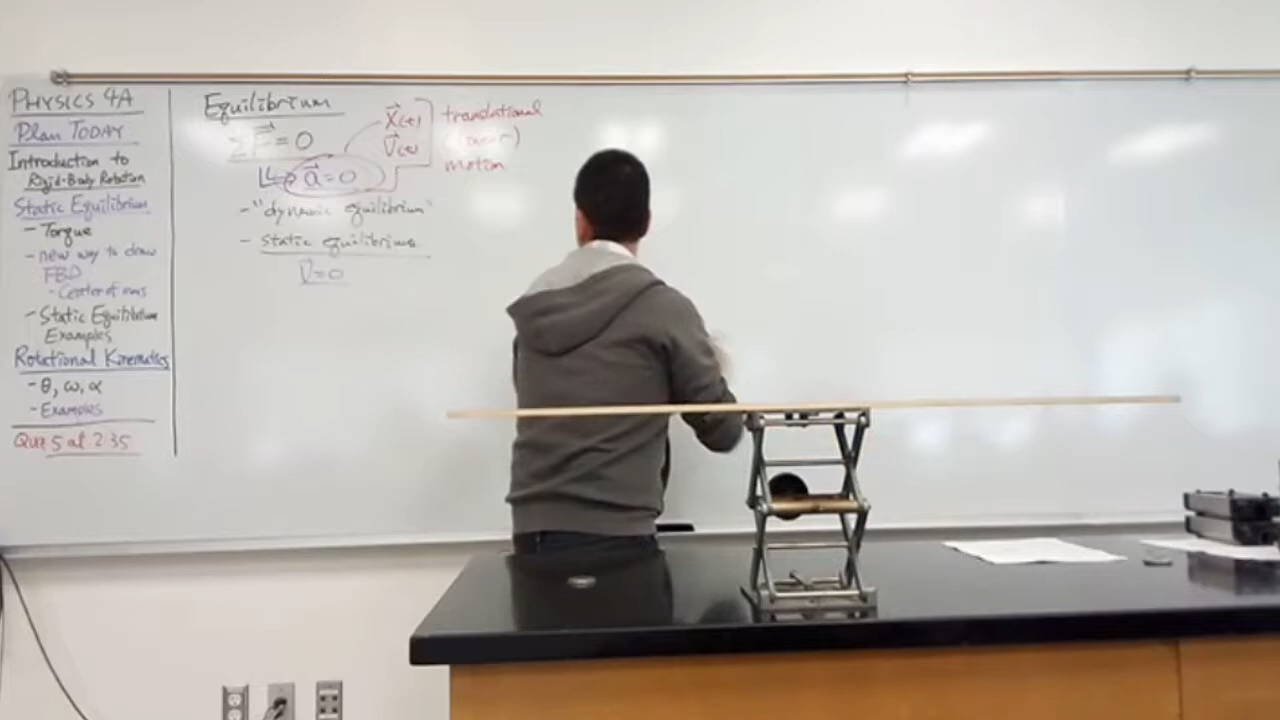 PHYSICS 4A
Plan TODAY
Introduction to
Rigid-Body Rotation
Static Equilibrium
- Torque
- new way to draw
FBD
- Center of mass
- Static Equilibrium
Examples
Rotational Kinematics
- θ, ω, α
- Examples
Quiz 5 at 2:35
Equilibrium
ΣF⃗ = 0
↳ a⃗ = 0
- "dynamic equilibrium"
- static equilibrium
v⃗ = 0
x⃗(t)
v⃗(t)
translational
(linear)
motion